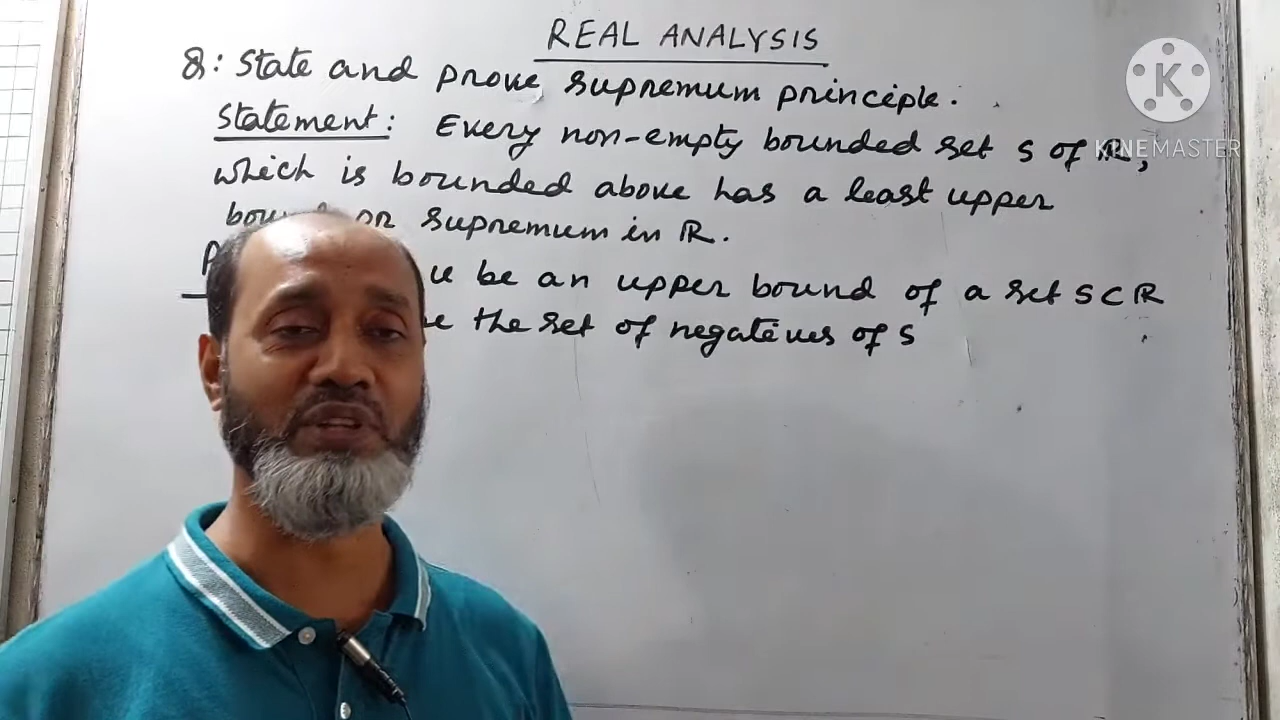 REAL ANALYSIS
Q: State and prove supremum principle.
Statement: Every non-empty bounded set S of R,
which is bounded above has a least upper
or supremum in R.
u be an upper bound of a set S ⊂ R
the set of negatives of S
K
KINEMASTER